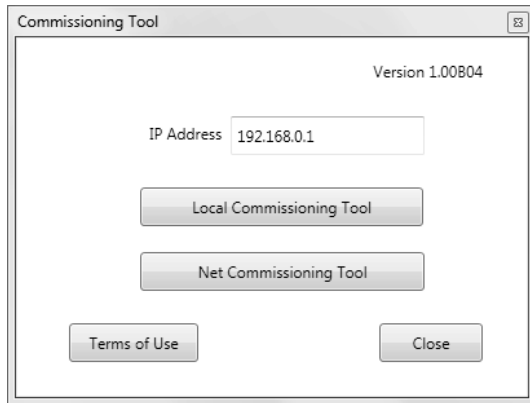 Commissioning Tool
Version 1.00B04
IP Address 192.168.0.1
Local Commissioning Tool
Net Commissioning Tool
Terms of Use Close